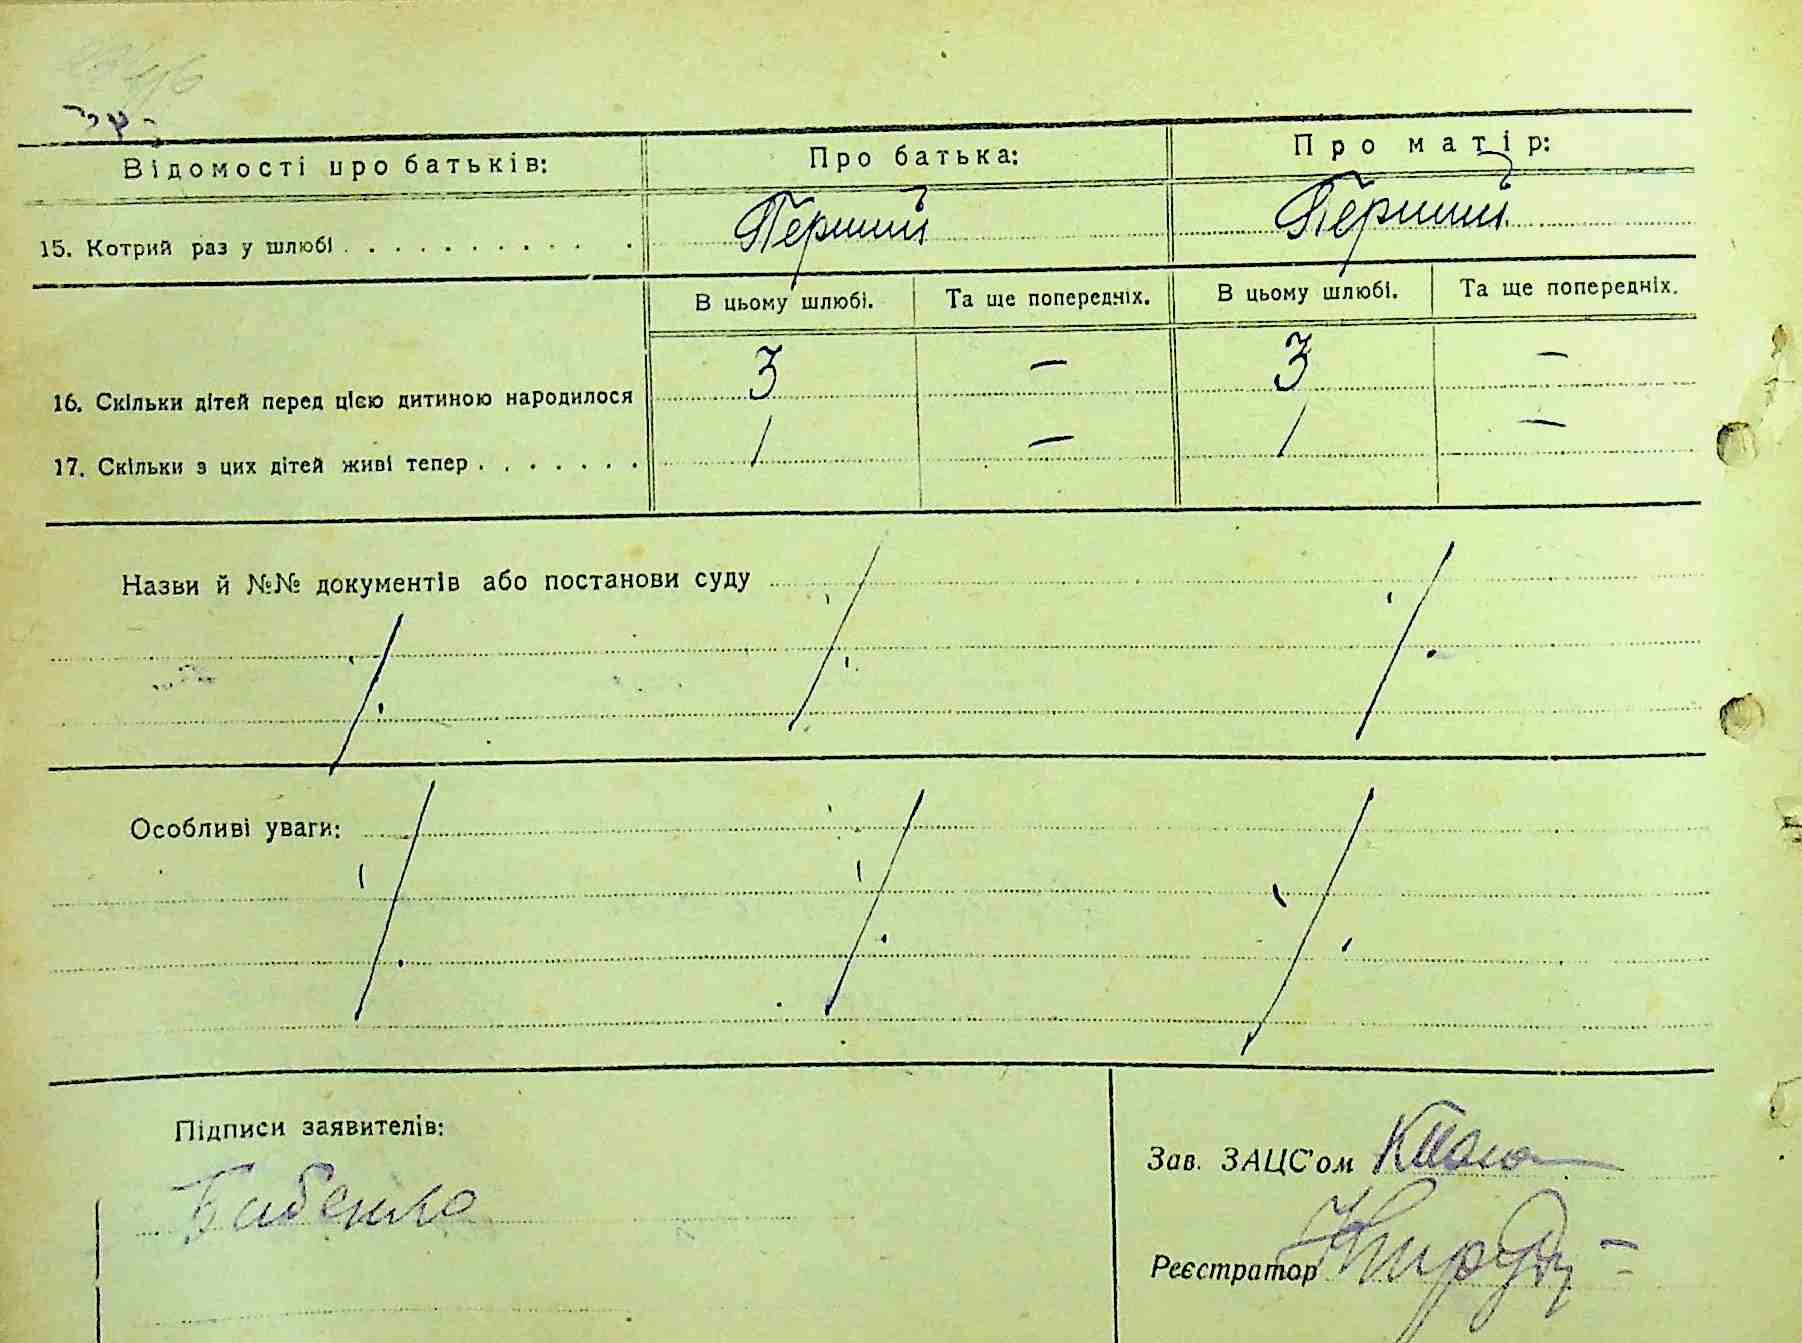 Відомості про батьків: Про батька: Про матір:
15. Котрий раз у шлюбі . . . . . . . . . . Перший Перший
В цьому шлюбі. Та ще попередніх. В цьому шлюбі. Та ще попередніх.
16. Скільки дітей перед цією дитиною народилося 3 — 3 —
17. Скільки з цих дітей живі тепер . . . . . . . 1 — 1 —
Назви й №№ документів або постанови суду
Особливі уваги:
Підписи заявителів:
Зав. ЗАЦС'ом
Бабенко
Реєстратор